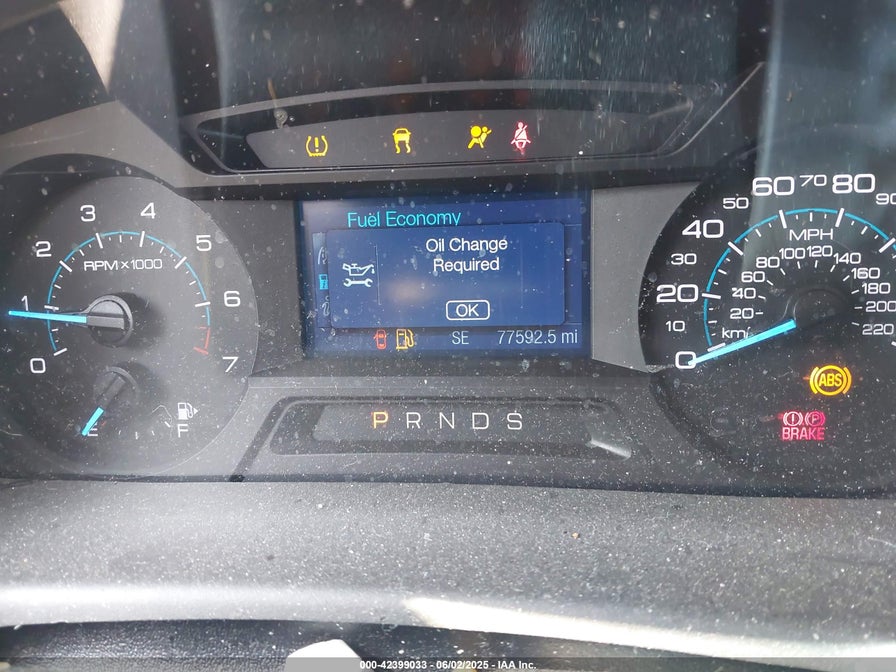 Fuel Economy
Oil Change
Required
OK
SE 77592.5 mi
0 1 2 3 4 5 6 7
RPM×1000
E F
P R N D S
0 10 20 30 40 50 60 70 80 90
MPH
20 40 60 80 100 120 140 160 180 200 220
km/h
ABS
P
BRAKE
000-42399033 - 06/02/2025 - IAA Inc.